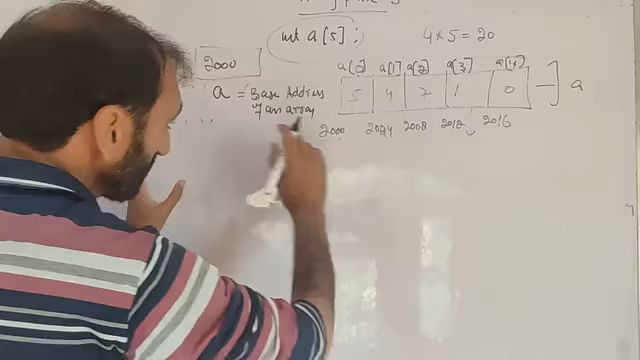 int a[5];
4×5=20
2000
a[0] a[1] a[2] a[3] a[4]
a = Base Address
of an array
5 4 7 1 0
a
2000 2004 2008 2012 2016